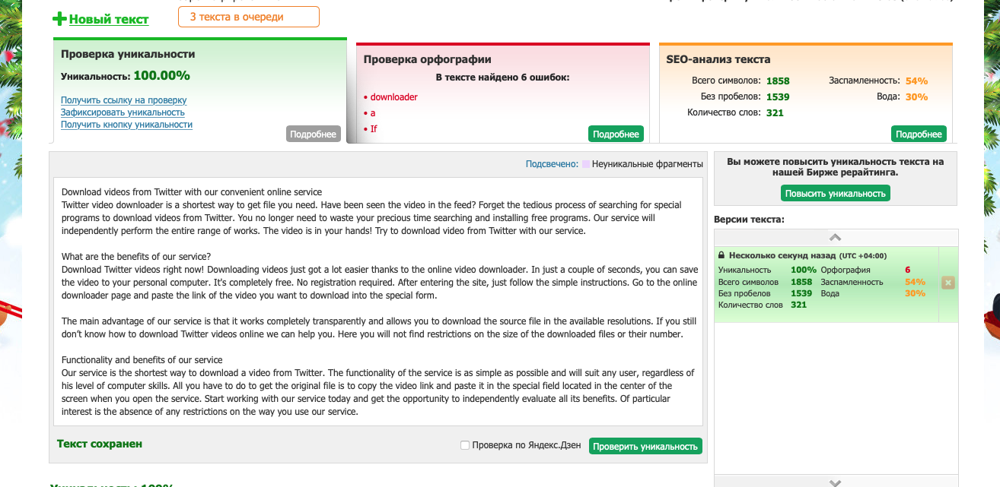 Новый текст
3 текста в очереди
Проверка уникальности
Уникальность: 100.00%
Получить ссылку на проверку
Зафиксировать уникальность
Получить кнопку уникальности
Подробнее
Проверка орфографии
В тексте найдено 6 ошибок:
• downloader
• a
• If
Подробнее
SEO-анализ текста
Всего символов: 1858 Заспамленность: 54%
Без пробелов: 1539 Вода: 30%
Количество слов: 321
Подробнее
Подсвечено: Неуникальные фрагменты
Download videos from Twitter with our convenient online service
Twitter video downloader is a shortest way to get file you need. Have been seen the video in the feed? Forget the tedious process of searching for special
programs to download videos from Twitter. You no longer need to waste your precious time searching and installing free programs. Our service will
independently perform the entire range of works. The video is in your hands! Try to download video from Twitter with our service.
What are the benefits of our service?
Download Twitter videos right now! Downloading videos just got a lot easier thanks to the online video downloader. In just a couple of seconds, you can save
the video to your personal computer. It's completely free. No registration required. After entering the site, just follow the simple instructions. Go to the online
downloader page and paste the link of the video you want to download into the special form.
The main advantage of our service is that it works completely transparently and allows you to download the source file in the available resolutions. If you still
don’t know how to download Twitter videos online we can help you. Here you will not find restrictions on the size of the downloaded files or their number.
Functionality and benefits of our service
Our service is the shortest way to download a video from Twitter. The functionality of the service is as simple as possible and will suit any user, regardless of
his level of computer skills. All you have to do to get the original file is to copy the video link and paste it in the special field located in the center of the
screen when you open the service. Start working with our service today and get the opportunity to independently evaluate all its benefits. Of particular
interest is the absence of any restrictions on the way you use our service.
Текст сохранен
Проверка по Яндекс.Дзен
Проверить уникальность
Вы можете повысить уникальность текста на
нашей Бирже рерайтинга.
Повысить уникальность
Версии текста:
Несколько секунд назад (UTC +04:00)
Уникальность 100% Орфография 6
Всего символов 1858 Заспамленность 54%
Без пробелов 1539 Вода 30%
Количество слов 321
Уникальность: 100%